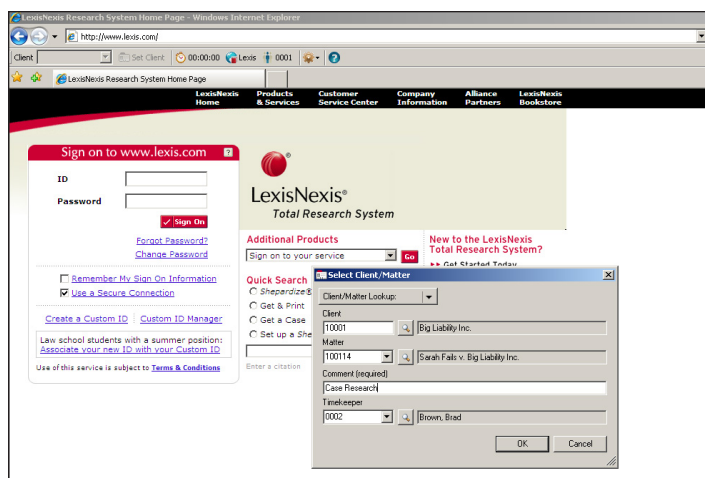 LexisNexis Research System Home Page - Windows Internet Explorer
http://www.lexis.com/
Client Set Client 00:00:00 Lexis 0001
LexisNexis Research System Home Page
LexisNexis Home Products & Services Customer Service Center Company Information Alliance Partners LexisNexis Bookstore
Sign on to www.lexis.com ?
ID
Password
Sign On
Forgot Password?
Change Password
Remember My Sign On Information
Use a Secure Connection
Create a Custom ID Custom ID Manager
Law school students with a summer position:
Associate your new ID with your Custom ID
Use of this service is subject to Terms & Conditions
LexisNexis®
Total Research System
Additional Products
Sign on to your service Go
Quick Search
Shepardize®
Get & Print
Get a Case
Set up a She
Enter a citation
New to the LexisNexis
Total Research System?
Get Started Today
Select Client/Matter
Client/Matter Lookup:
Client
10001 Big Liability Inc.
Matter
100114 Sarah Fails v. Big Liability Inc.
Comment (required)
Case Research
Timekeeper
0002 Brown, Brad
OK Cancel